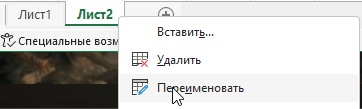 Лист1 Лист2
Вставить...
Специальные возм
Удалить
Переименовать